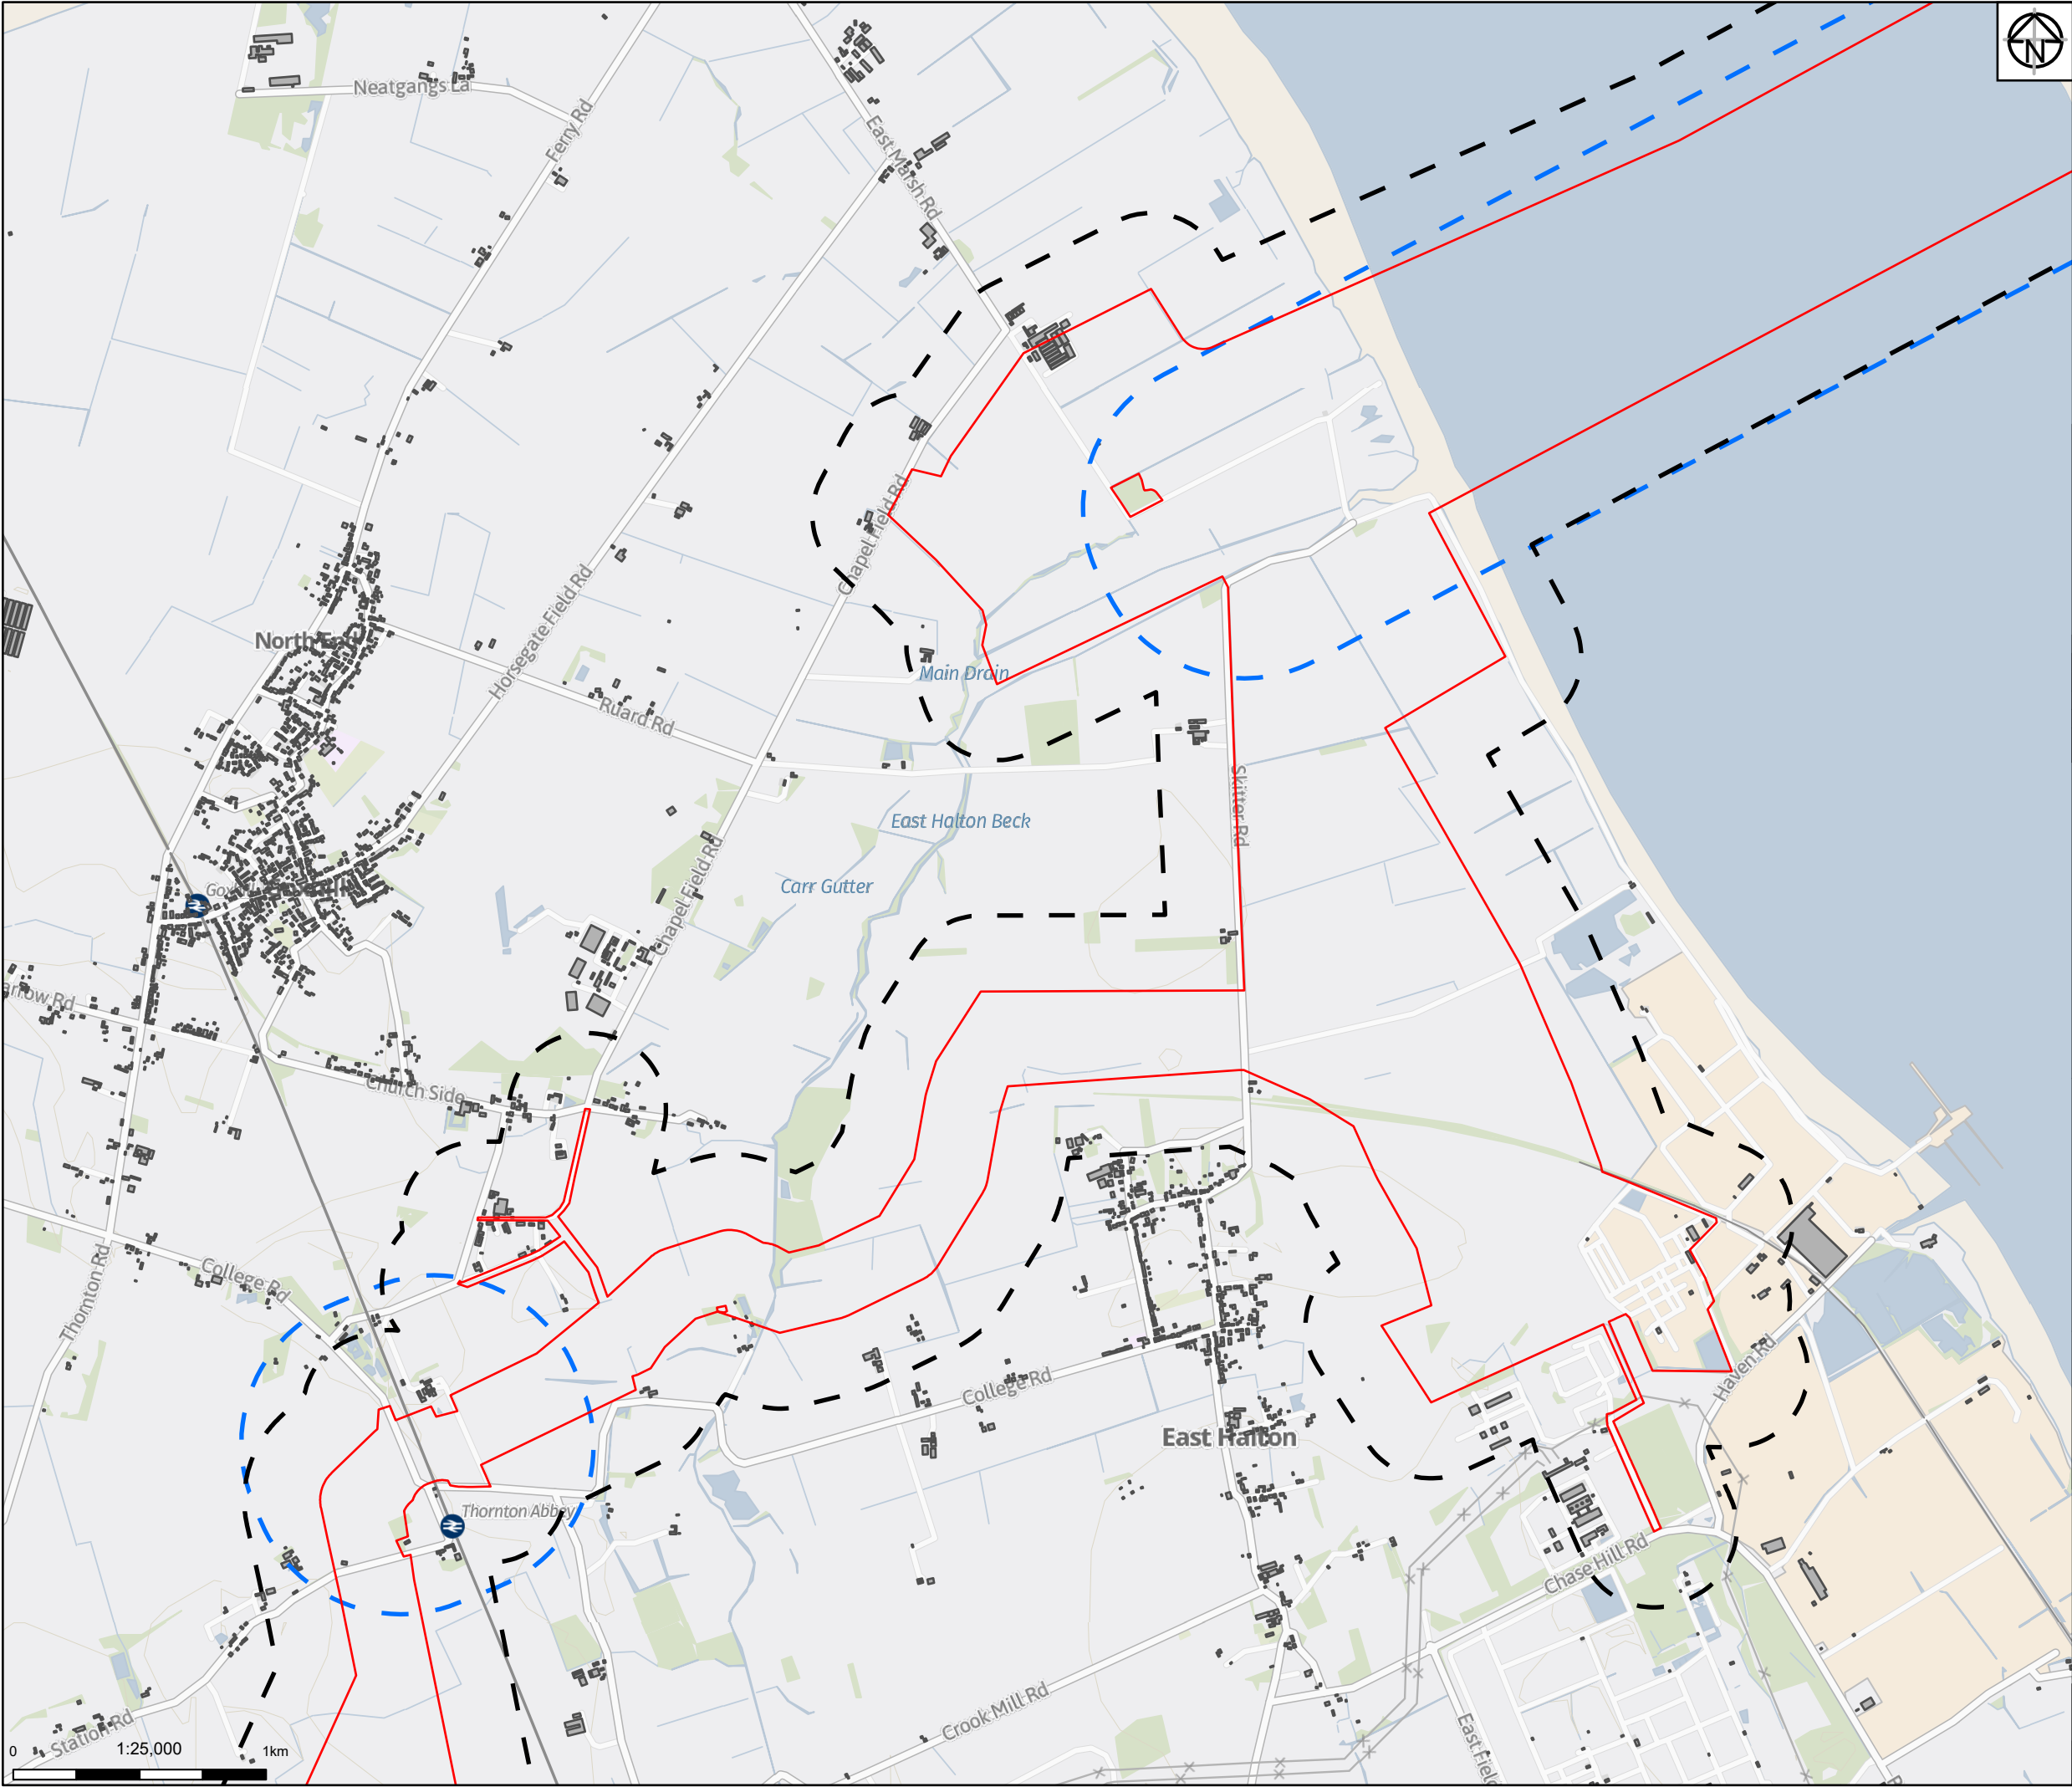 N
Neatgangs La
Ferry Rd
East Marsh Rd
Chapel Field Rd
Horsegate Field Rd
North End
Ruard Rd
Main Drain
Skitter Rd
East Halton Beck
Carr Gutter
Chapel Field Rd
Church Side
College Rd
Thornton Rd
College Rd
East Halton
Haven Rd
Thornton Abbey
Chase Hill Rd
Crook Mill Rd
Station Rd
0
1:25,000
1km